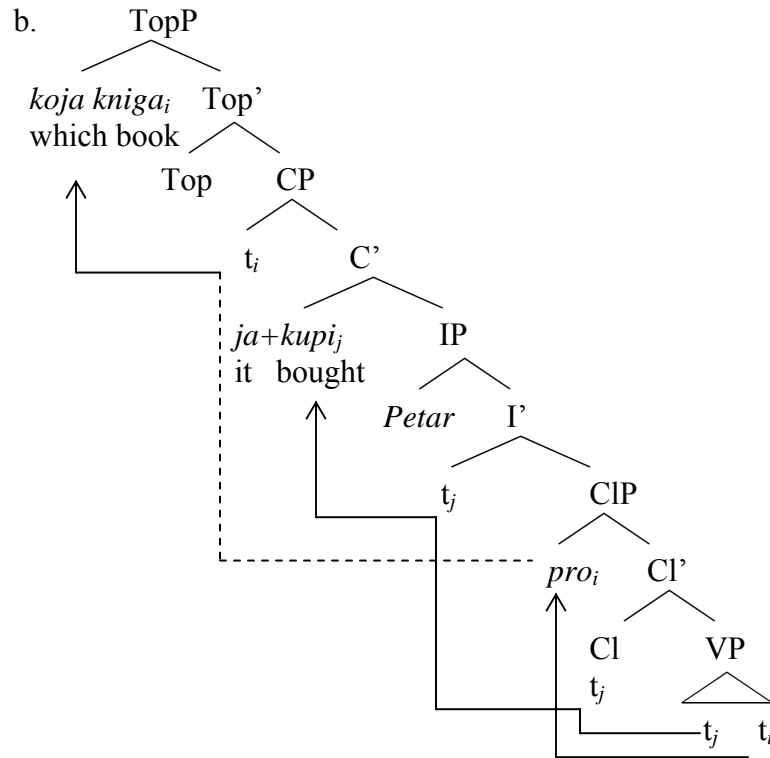 b. TopP
koja knigaᵢ Top’
which book
Top CP
tᵢ C’
ja+kupiⱼ IP
it bought
Petar I’
tⱼ ClP
proᵢ Cl’
Cl VP
tⱼ
tⱼ tᵢ